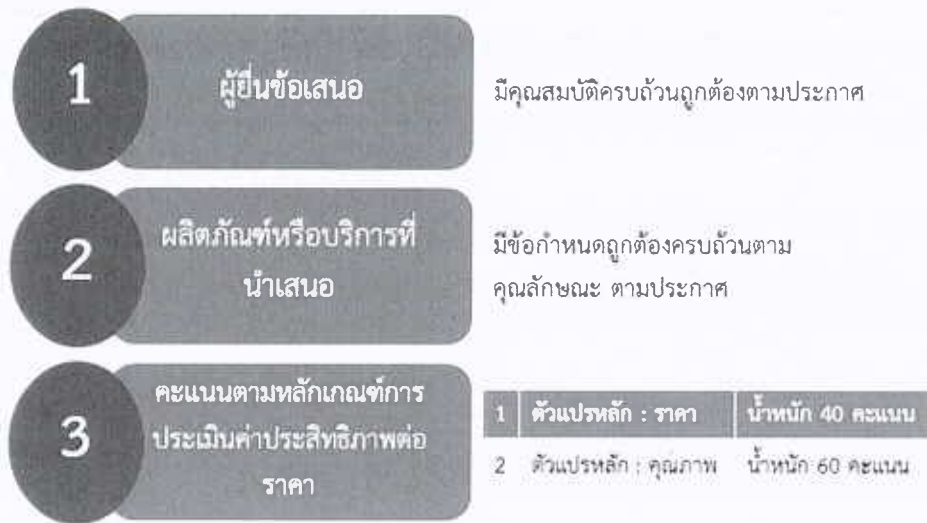 1
ผู้ยื่นข้อเสนอ
มีคุณสมบัติครบถ้วนถูกต้องตามประกาศ
2
ผลิตภัณฑ์หรือบริการที่
นำเสนอ
มีข้อกำหนดถูกต้องครบถ้วนตาม
คุณลักษณะ ตามประกาศ
3
คะแนนตามหลักเกณฑ์การ
ประเมินค่าประสิทธิภาพต่อ
ราคา
1 ตัวแปรหลัก : ราคา น้ำหนัก 40 คะแนน
2 ตัวแปรหลัก : คุณภาพ น้ำหนัก 60 คะแนน